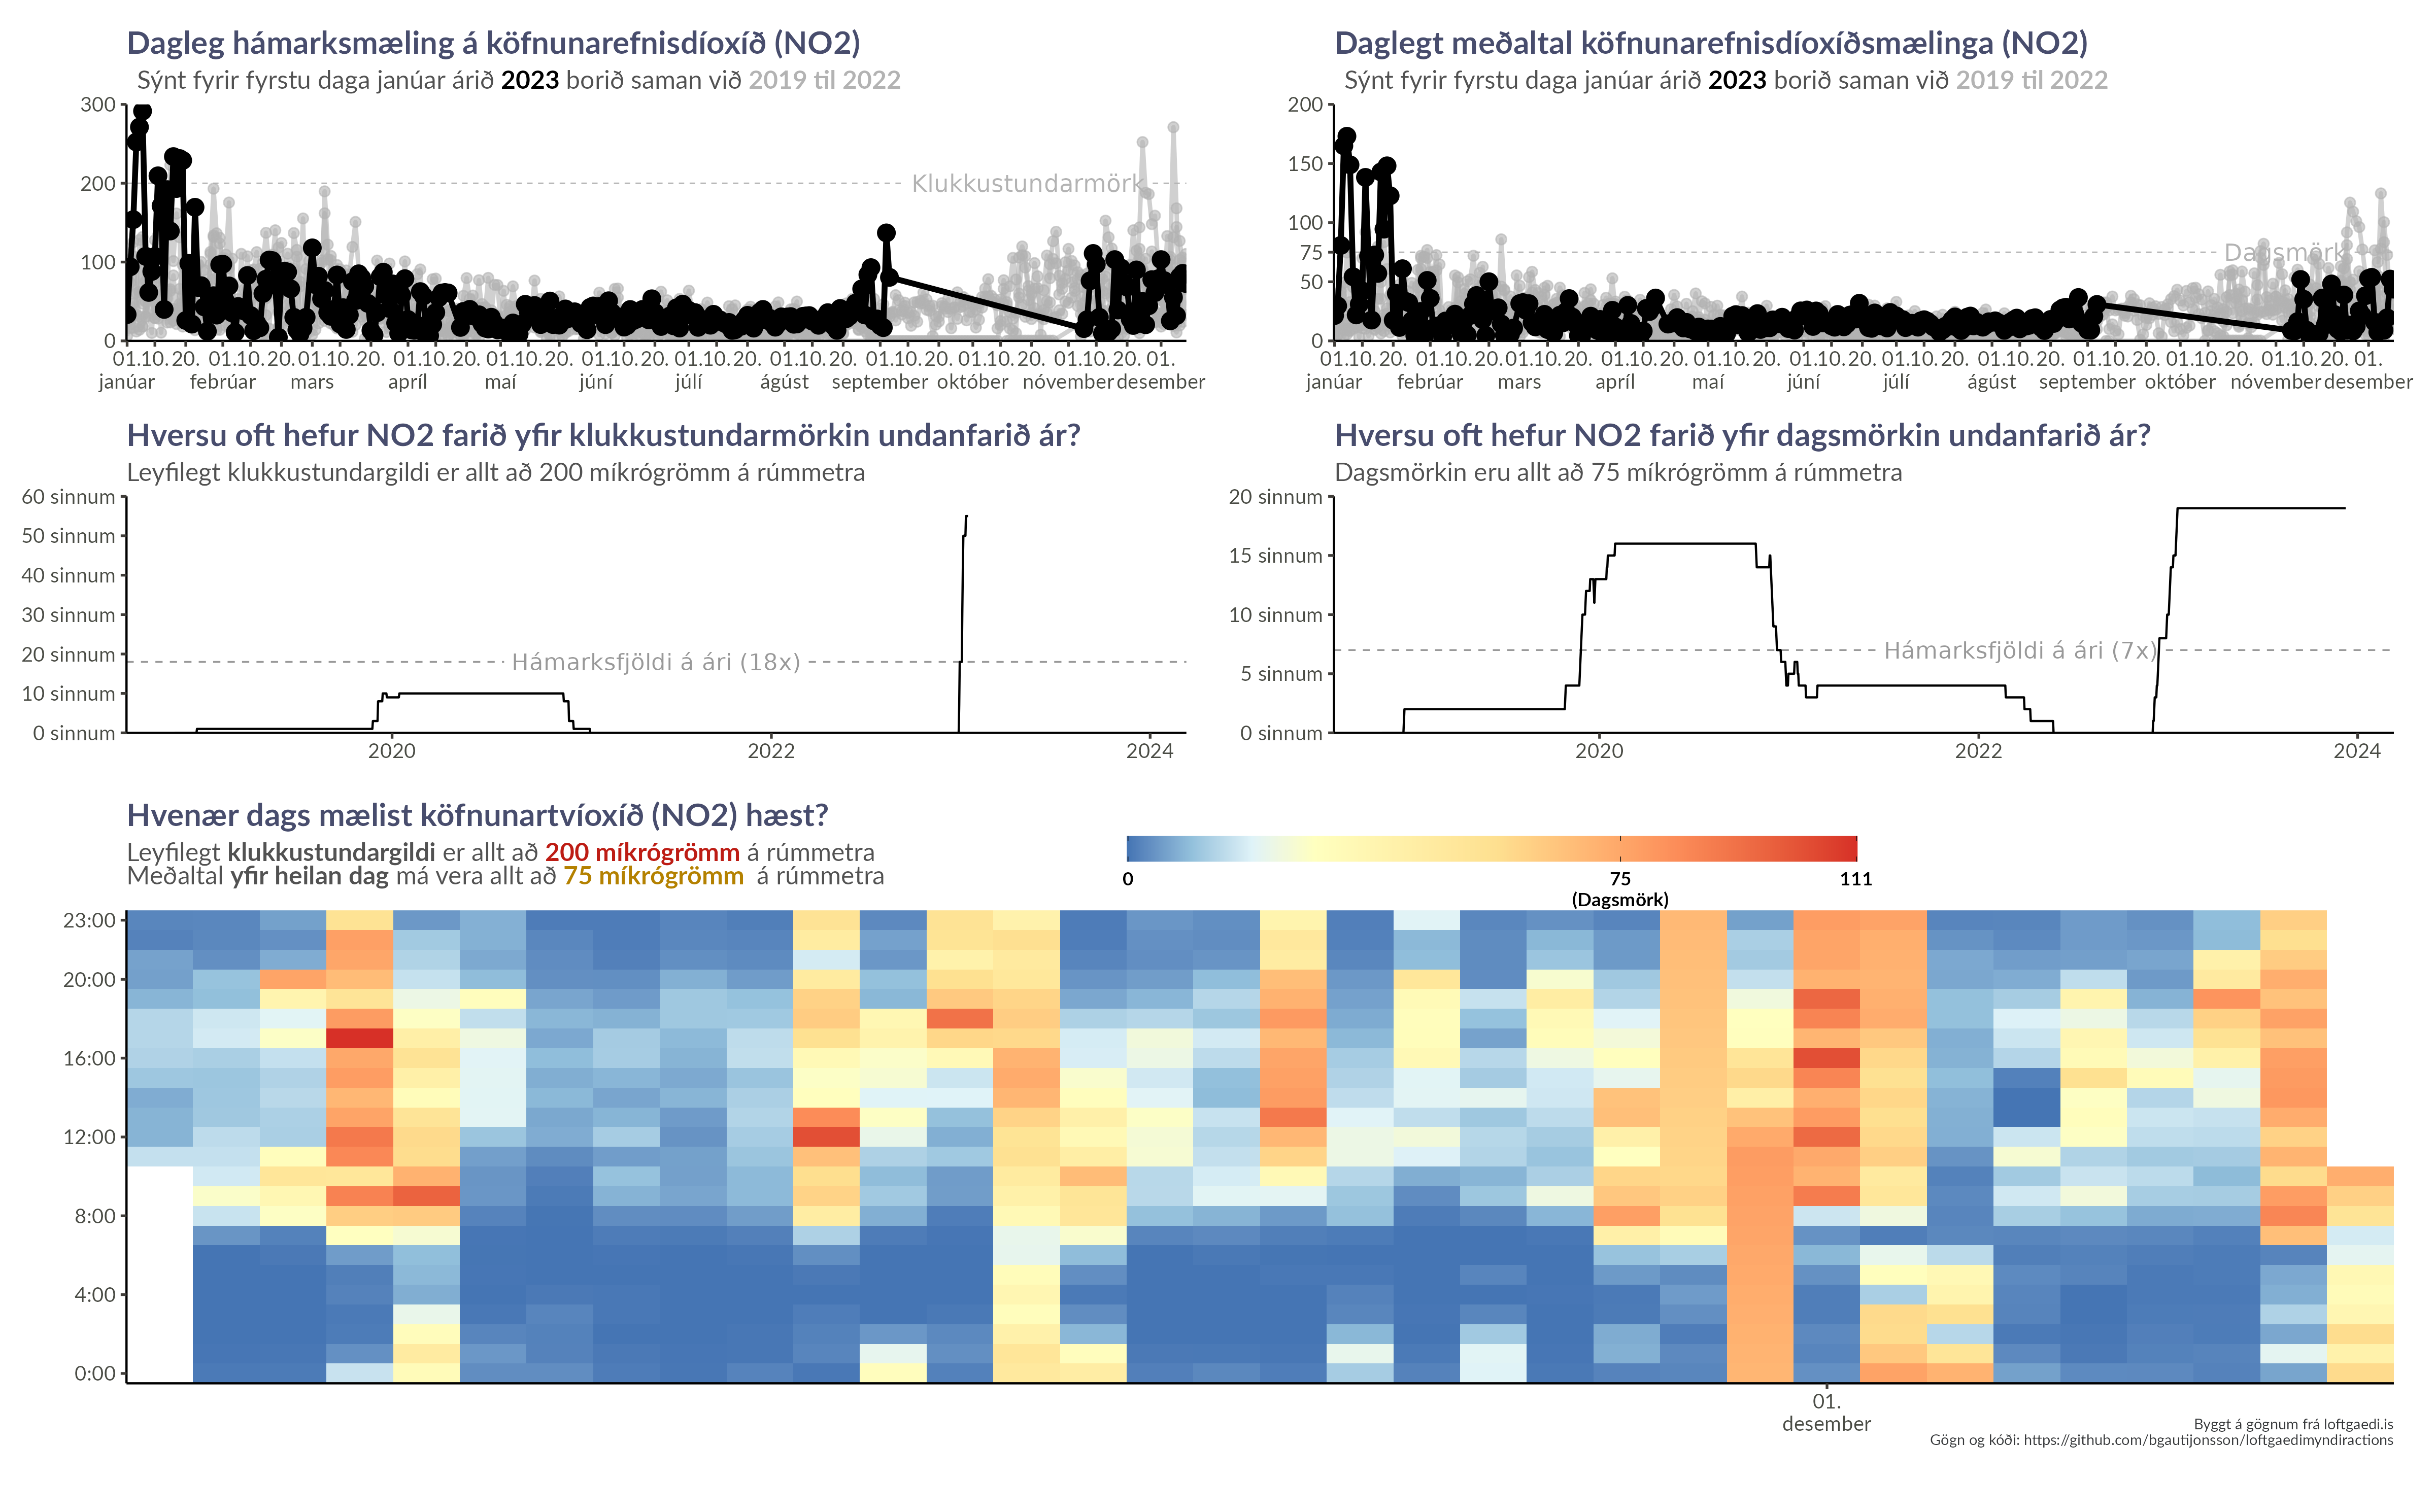 Dagleg hámarksmæling á köfnunarefnisdíoxíð (NO2)
Sýnt fyrir fyrstu daga janúar árið 2023 borið saman við 2019 til 2022
300
200
100
0
Klukkustundarmörk
01. 10. 20. 01. 10. 20. 01. 10. 20. 01. 10. 20. 01. 10. 20. 01. 10. 20. 01. 10. 20. 01. 10. 20. 01. 10. 20. 01. 10. 20. 01. 10. 20. 01.
janúar febrúar mars apríl maí júní júlí ágúst september október nóvember desember
Daglegt meðaltal köfnunarefnisdíoxíðsmælinga (NO2)
Sýnt fyrir fyrstu daga janúar árið 2023 borið saman við 2019 til 2022
200
150
100
75
50
0
Dagsmörk
01. 10. 20. 01. 10. 20. 01. 10. 20. 01. 10. 20. 01. 10. 20. 01. 10. 20. 01. 10. 20. 01. 10. 20. 01. 10. 20. 01. 10. 20. 01. 10. 20. 01.
janúar febrúar mars apríl maí júní júlí ágúst september október nóvember desember
Hversu oft hefur NO2 farið yfir klukkustundarmörkin undanfarið ár?
Leyfilegt klukkustundargildi er allt að 200 míkrógrömm á rúmmetra
60 sinnum
50 sinnum
40 sinnum
30 sinnum
20 sinnum
10 sinnum
0 sinnum
Hámarksfjöldi á ári (18x)
2020 2022 2024
Hversu oft hefur NO2 farið yfir dagsmörkin undanfarið ár?
Dagsmörkin eru allt að 75 míkrógrömm á rúmmetra
20 sinnum
15 sinnum
10 sinnum
5 sinnum
0 sinnum
Hámarksfjöldi á ári (7x)
2020 2022 2024
Hvenær dags mælist köfnunartvíoxíð (NO2) hæst?
Leyfilegt klukkustundargildi er allt að 200 míkrógrömm á rúmmetra
Meðaltal yfir heilan dag má vera allt að 75 míkrógrömm á rúmmetra
0 75 111
(Dagsmörk)
23:00
20:00
16:00
12:00
8:00
4:00
0:00
01.
desember
Byggt á gögnum frá loftgaedi.is
Gögn og kóði: https://github.com/bgautijonsson/loftgaedimyndiractions